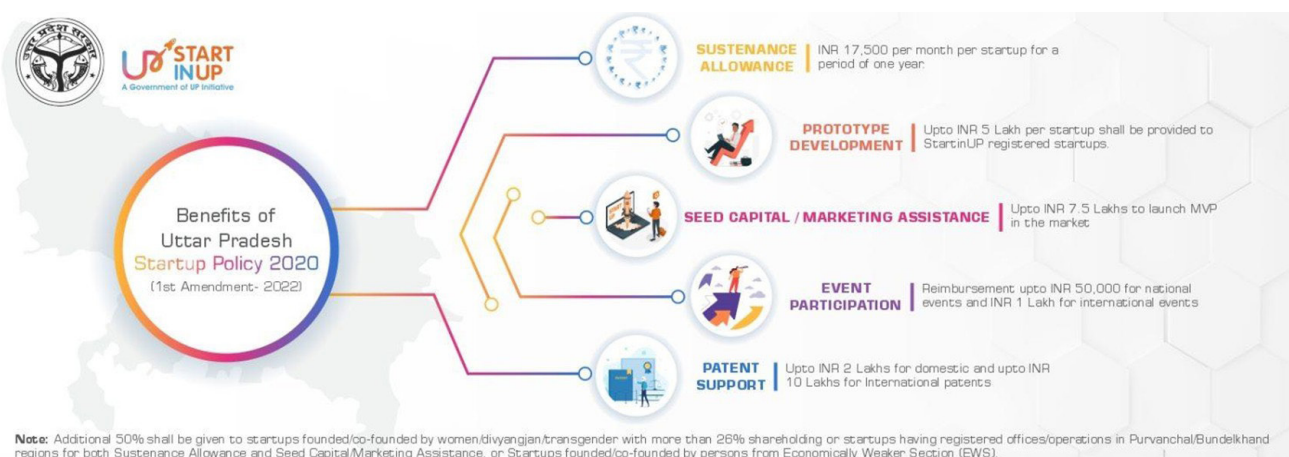 उत्तर प्रदेश सरकार
UP START
IN UP
A Government of UP Initiative
Benefits of
Uttar Pradesh
Startup Policy 2020
(1st Amendment- 2022)
SUSTENANCE
ALLOWANCE
INR 17,500 per month per startup for a
period of one year.
PROTOTYPE
DEVELOPMENT
Upto INR 5 Lakh per startup shall be provided to
StartinUP registered startups.
SEED CAPITAL / MARKETING ASSISTANCE
Upto INR 7.5 Lakhs to launch MVP
in the market
EVENT
PARTICIPATION
Reimbursement upto INR 50,000 for national
events and INR 1 Lakh for international events
PATENT
SUPPORT
Upto INR 2 Lakhs for domestic and upto INR
10 Lakhs for International patents
Note: Additional 50% shall be given to startups founded/co-founded by women/divyangjan/transgender with more than 26% shareholding or startups having registered offices/operations in Purvanchal/Bundelkhand
regions for both Sustenance Allowance and Seed Capital/Marketing Assistance, or Startups founded/co-founded by persons from Economically Weaker Section (EWS).